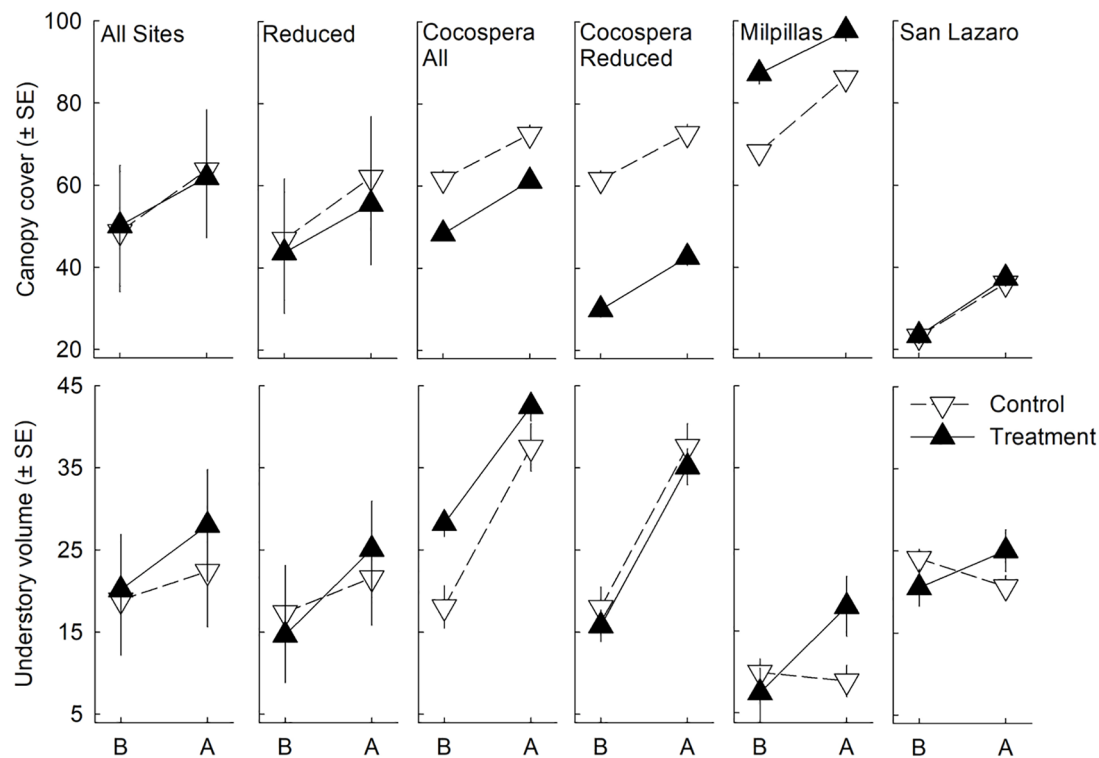 All Sites
Reduced
Cocospera
All
Cocospera
Reduced
Milpillas
San Lazaro
Canopy cover (± SE)
100
80
60
40
20
Understory volume (± SE)
45
35
25
15
5
Control
Treatment
B A B A B A B A B A B A